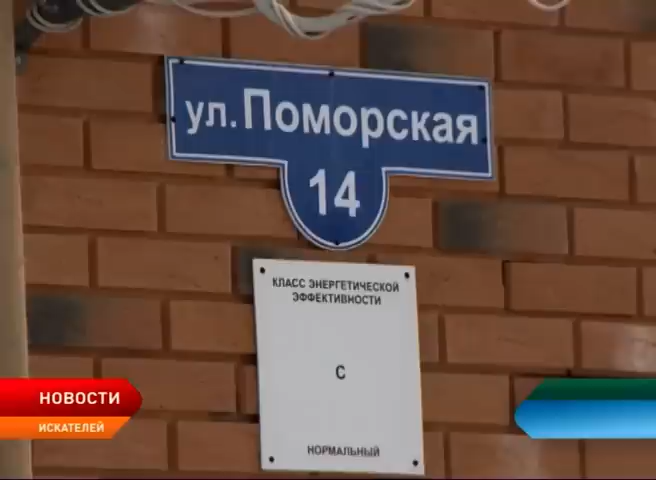 ул. Поморская
14
КЛАСС ЭНЕРГЕТИЧЕСКОЙ
ЭФФЕКТИВНОСТИ
С
НОРМАЛЬНЫЙ
НОВОСТИ
ИСКАТЕЛЕЙ